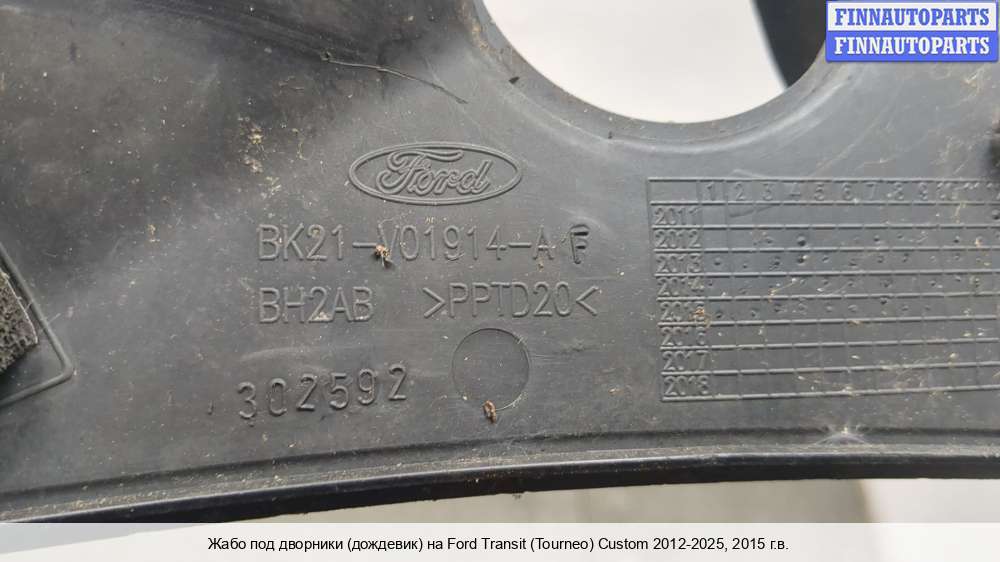 FINNAUTOPARTS
FINNAUTOPARTS
Ford
BK21-V01914-AF
BH2AB >PPTD20<
302592
1 2 3 4 5 6 7 8 9 10 11 1
2011
2012
2013
2014
2015
2016
2017
2018
Жабо под дворники (дождевик) на Ford Transit (Tourneo) Custom 2012-2025, 2015 г.в.